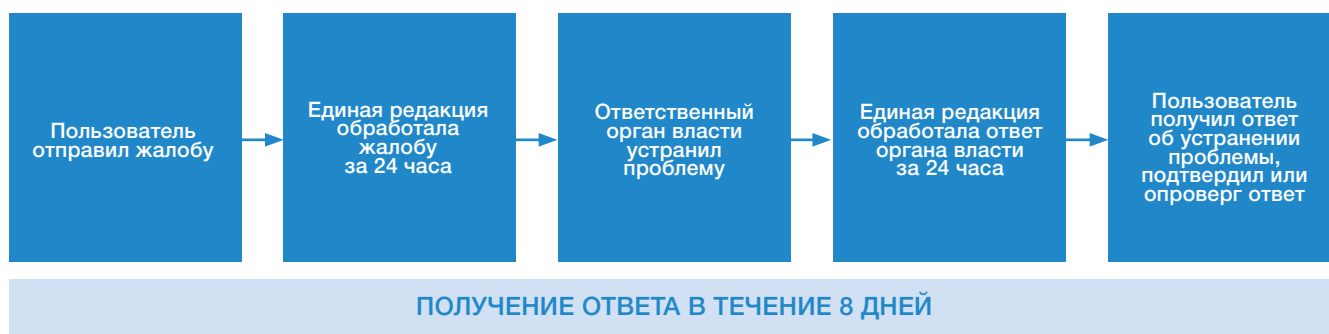 Пользователь
отправил жалобу
Единая редакция
обработала
жалобу
за 24 часа
Ответственный
орган власти
устранил
проблему
Единая редакция
обработала ответ
органа власти
за 24 часа
Пользователь
получил ответ
об устранении
проблемы,
подтвердил или
опроверг ответ
ПОЛУЧЕНИЕ ОТВЕТА В ТЕЧЕНИЕ 8 ДНЕЙ